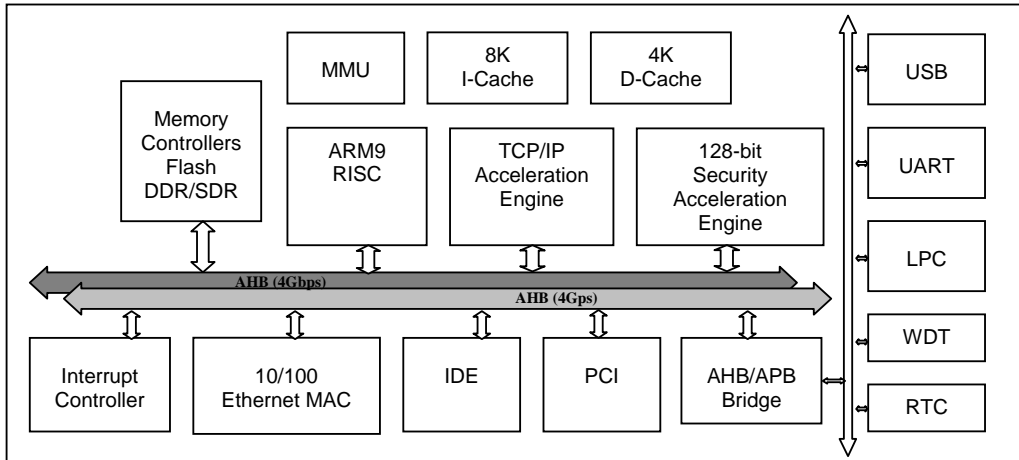 MMU
8K
I-Cache
4K
D-Cache
USB
Memory
Controllers
Flash
DDR/SDR
ARM9
RISC
TCP/IP
Acceleration
Engine
128-bit
Security
Acceleration
Engine
UART
LPC
AHB (4Gbps)
AHB (4Gps)
Interrupt
Controller
10/100
Ethernet MAC
IDE
PCI
AHB/APB
Bridge
WDT
RTC